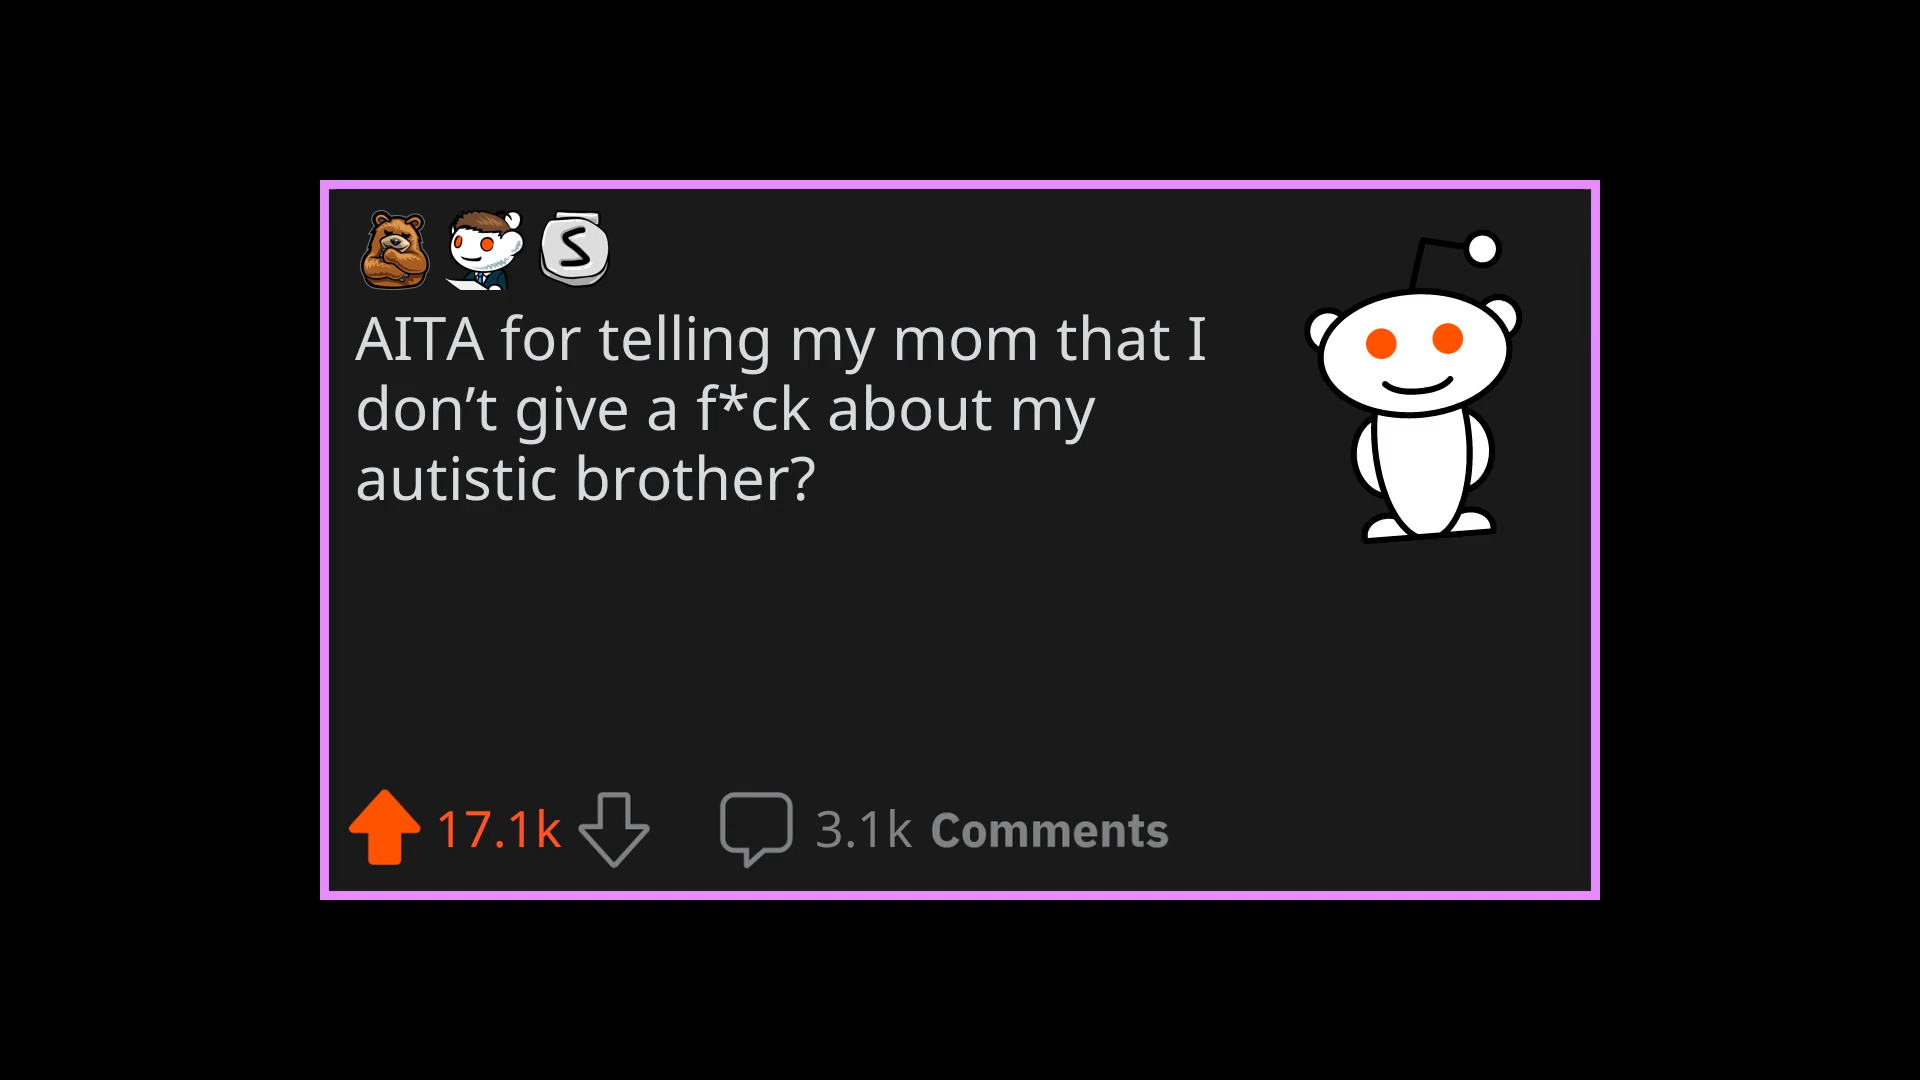 S
AITA for telling my mom that I
don’t give a f*ck about my
autistic brother?
17.1k 3.1k Comments